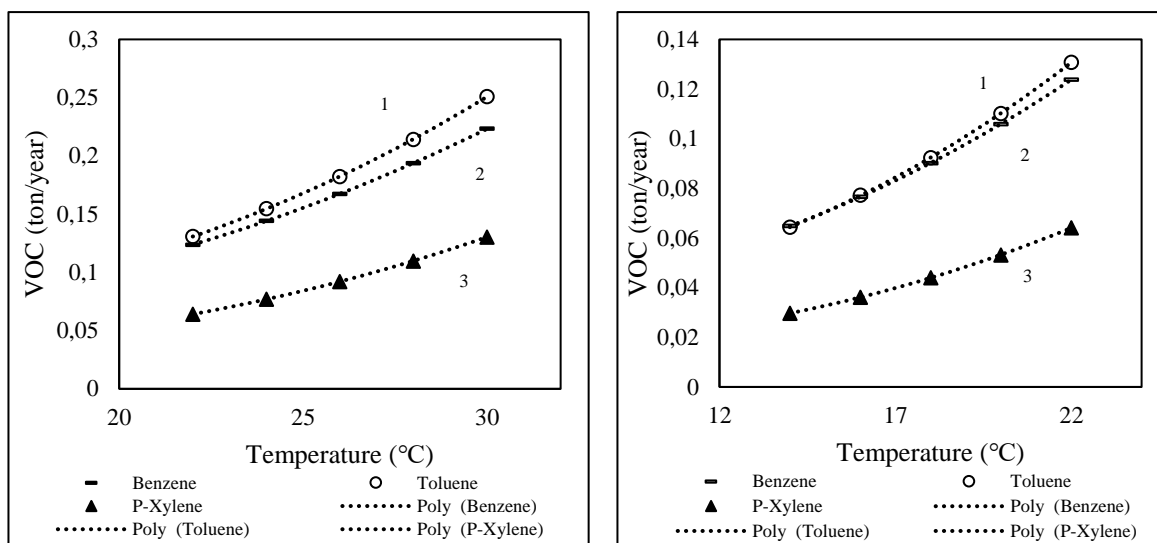 0,3
0,25
0,2
0,15
0,1
0,05
0
VOC (ton/year)
1
2
3
20 25 30
Temperature (°C)
Benzene Toluene
P-Xylene Poly (Benzene)
Poly (Toluene) Poly (P-Xylene)
0,14
0,12
0,1
0,08
0,06
0,04
0,02
0
VOC (ton/year)
1
2
3
12 17 22
Temperature (°C)
Benzene Toluene
P-Xylene Poly (Benzene)
Poly (Toluene) Poly (P-Xylene)